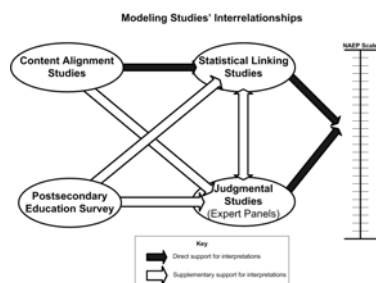 Modeling Studies' Interrelationships
NAEP Scale
Content Alignment
Studies
Statistical Linking
Studies
Postsecondary
Education Survey
Judgmental
Studies
(Expert Panels)
Key
Direct support for interpretations
Supplementary support for interpretations